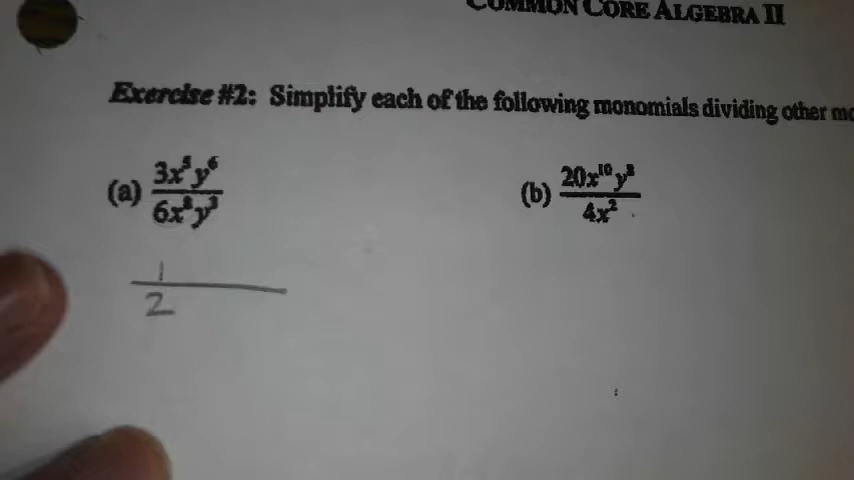 COMMON CORE ALGEBRA II
Exercise #2: Simplify each of the following monomials dividing other
(a) 3x⁵y⁶ / 6x⁸y³
(b) 20x¹⁰y⁸ / 4x²
1
2